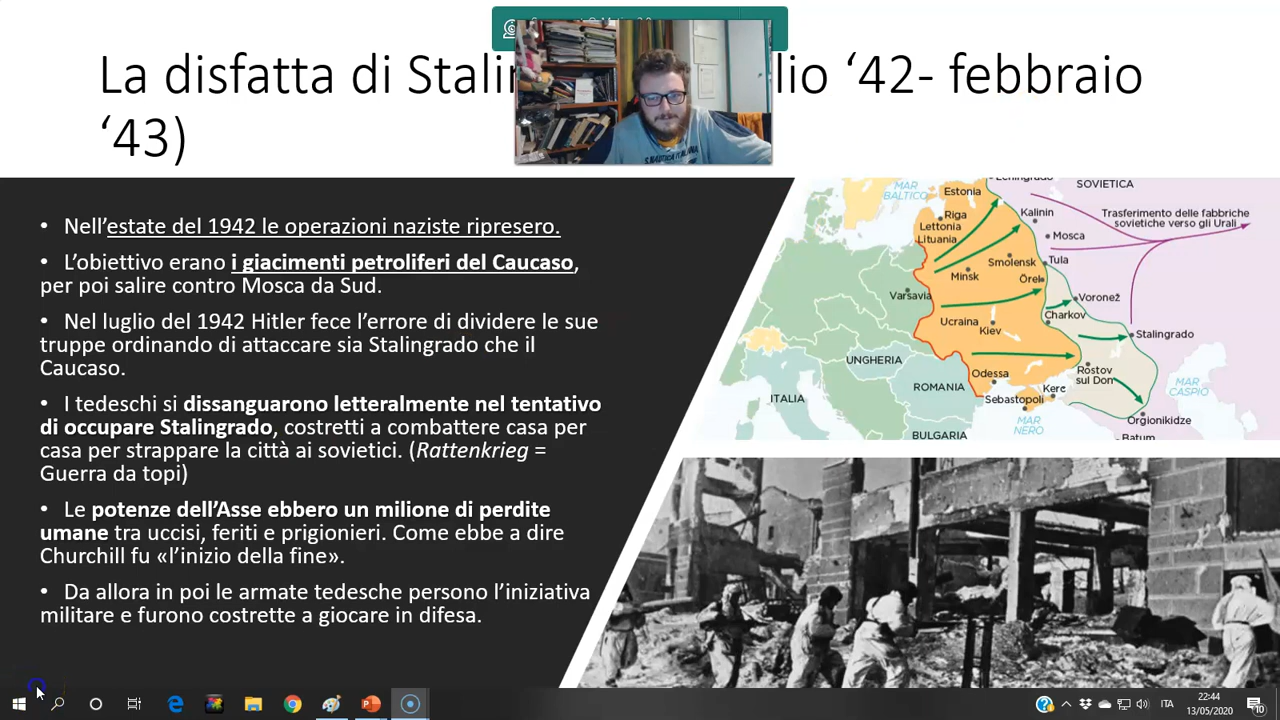 La disfatta di lio ‘42- febbraio
‘43)
• Nell’estate del 1942 le operazioni naziste ripresero.
• L’obiettivo erano i giacimenti petroliferi del Caucaso,
per poi salire contro Mosca da Sud.
• Nel luglio del 1942 Hitler fece l’errore di dividere le sue
truppe ordinando di attaccare sia Stalingrado che il
Caucaso.
• I tedeschi si dissanguarono letteralmente nel tentativo
di occupare Stalingrado, costretti a combattere casa per
casa per strappare la città ai sovietici. (Rattenkrieg =
Guerra da topi)
• Le potenze dell’Asse ebbero un milione di perdite
umane tra uccisi, feriti e prigionieri. Come ebbe a dire
Churchill fu «l’inizio della fine».
• Da allora in poi le armate tedesche persono l’iniziativa
militare e furono costrette a giocare in difesa.
MAR
BALTICO
Estonia
SOVIETICA
Riga
Lettonia
Lituania
Kalinin
Mosca
Trasferimento delle fabbriche
sovietiche verso gli Urali
Smolensk
Tula
Minsk
Örel
Varsavia
Voronež
Ucraina
Kiev
Charkov
Stalingrado
UNGHERIA
Odessa
Rostov
sul Don
ROMANIA
Kerč
Sebastopoli
ITALIA
MAR
CASPIO
MAR
NERO
Orgionikidze
BULGARIA
Batum
S.NAUTICA ITALIANA
ITA
22:44
13/05/2020
10